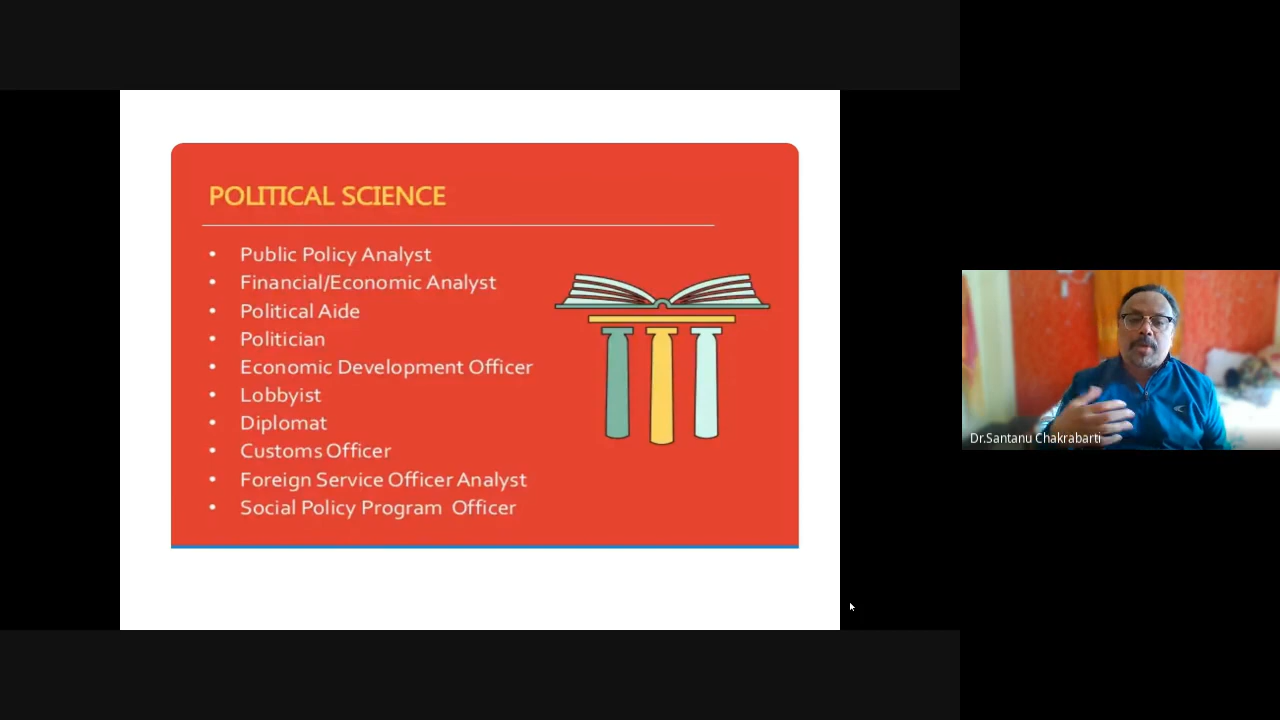 POLITICAL SCIENCE
• Public Policy Analyst
• Financial/Economic Analyst
• Political Aide
• Politician
• Economic Development Officer
• Lobbyist
• Diplomat
• Customs Officer
• Foreign Service Officer Analyst
• Social Policy Program Officer
Dr.Santanu Chakrabarti